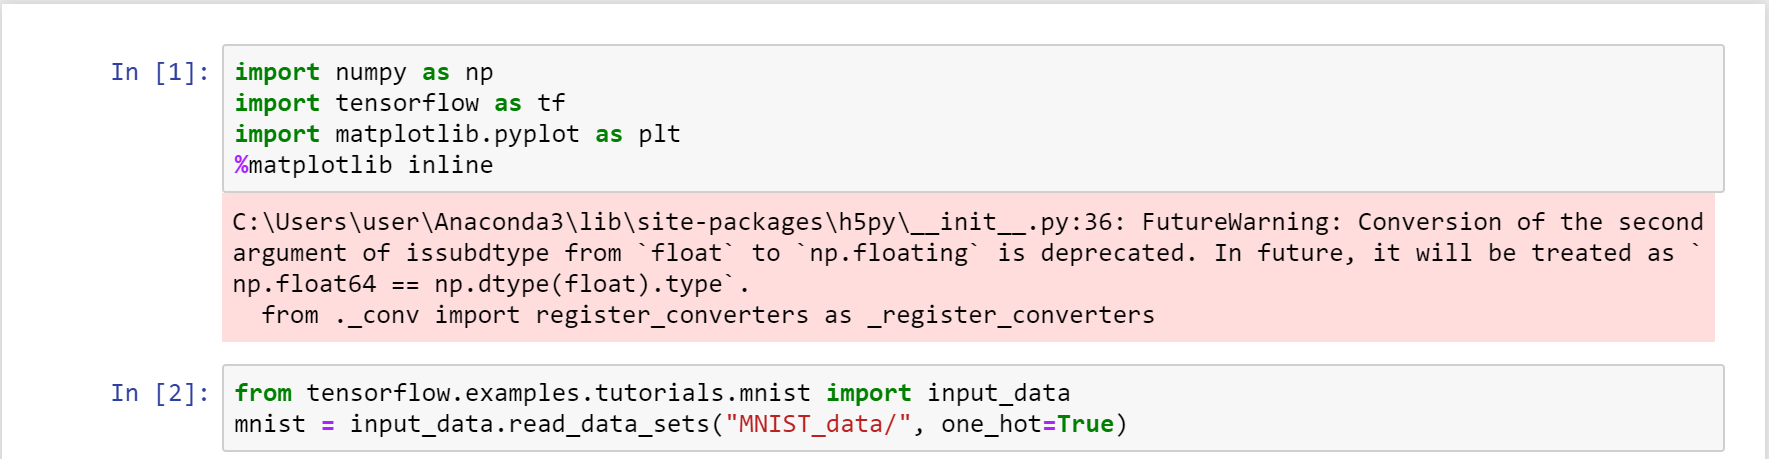 In [1]:
import numpy as np
import tensorflow as tf
import matplotlib.pyplot as plt
%matplotlib inline
C:\Users\user\Anaconda3\lib\site-packages\h5py\__init__.py:36: FutureWarning: Conversion of the second
argument of issubdtype from `float` to `np.floating` is deprecated. In future, it will be treated as `
np.float64 == np.dtype(float).type`.
  from ._conv import register_converters as _register_converters
In [2]:
from tensorflow.examples.tutorials.mnist import input_data
mnist = input_data.read_data_sets("MNIST_data/", one_hot=True)